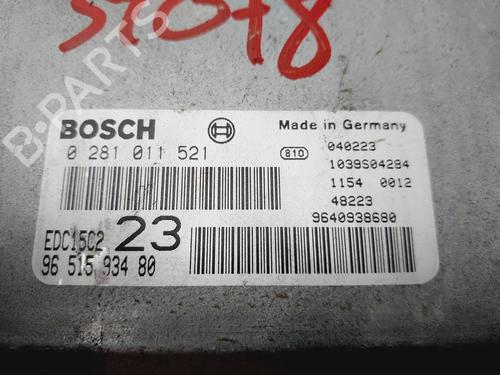 57078
B-PARTS
BOSCH
Made in Germany
0 281 011 521
810
040223
1039S04284
1154 0012
48223
9640938680
EDC15C2 23
96 515 934 80